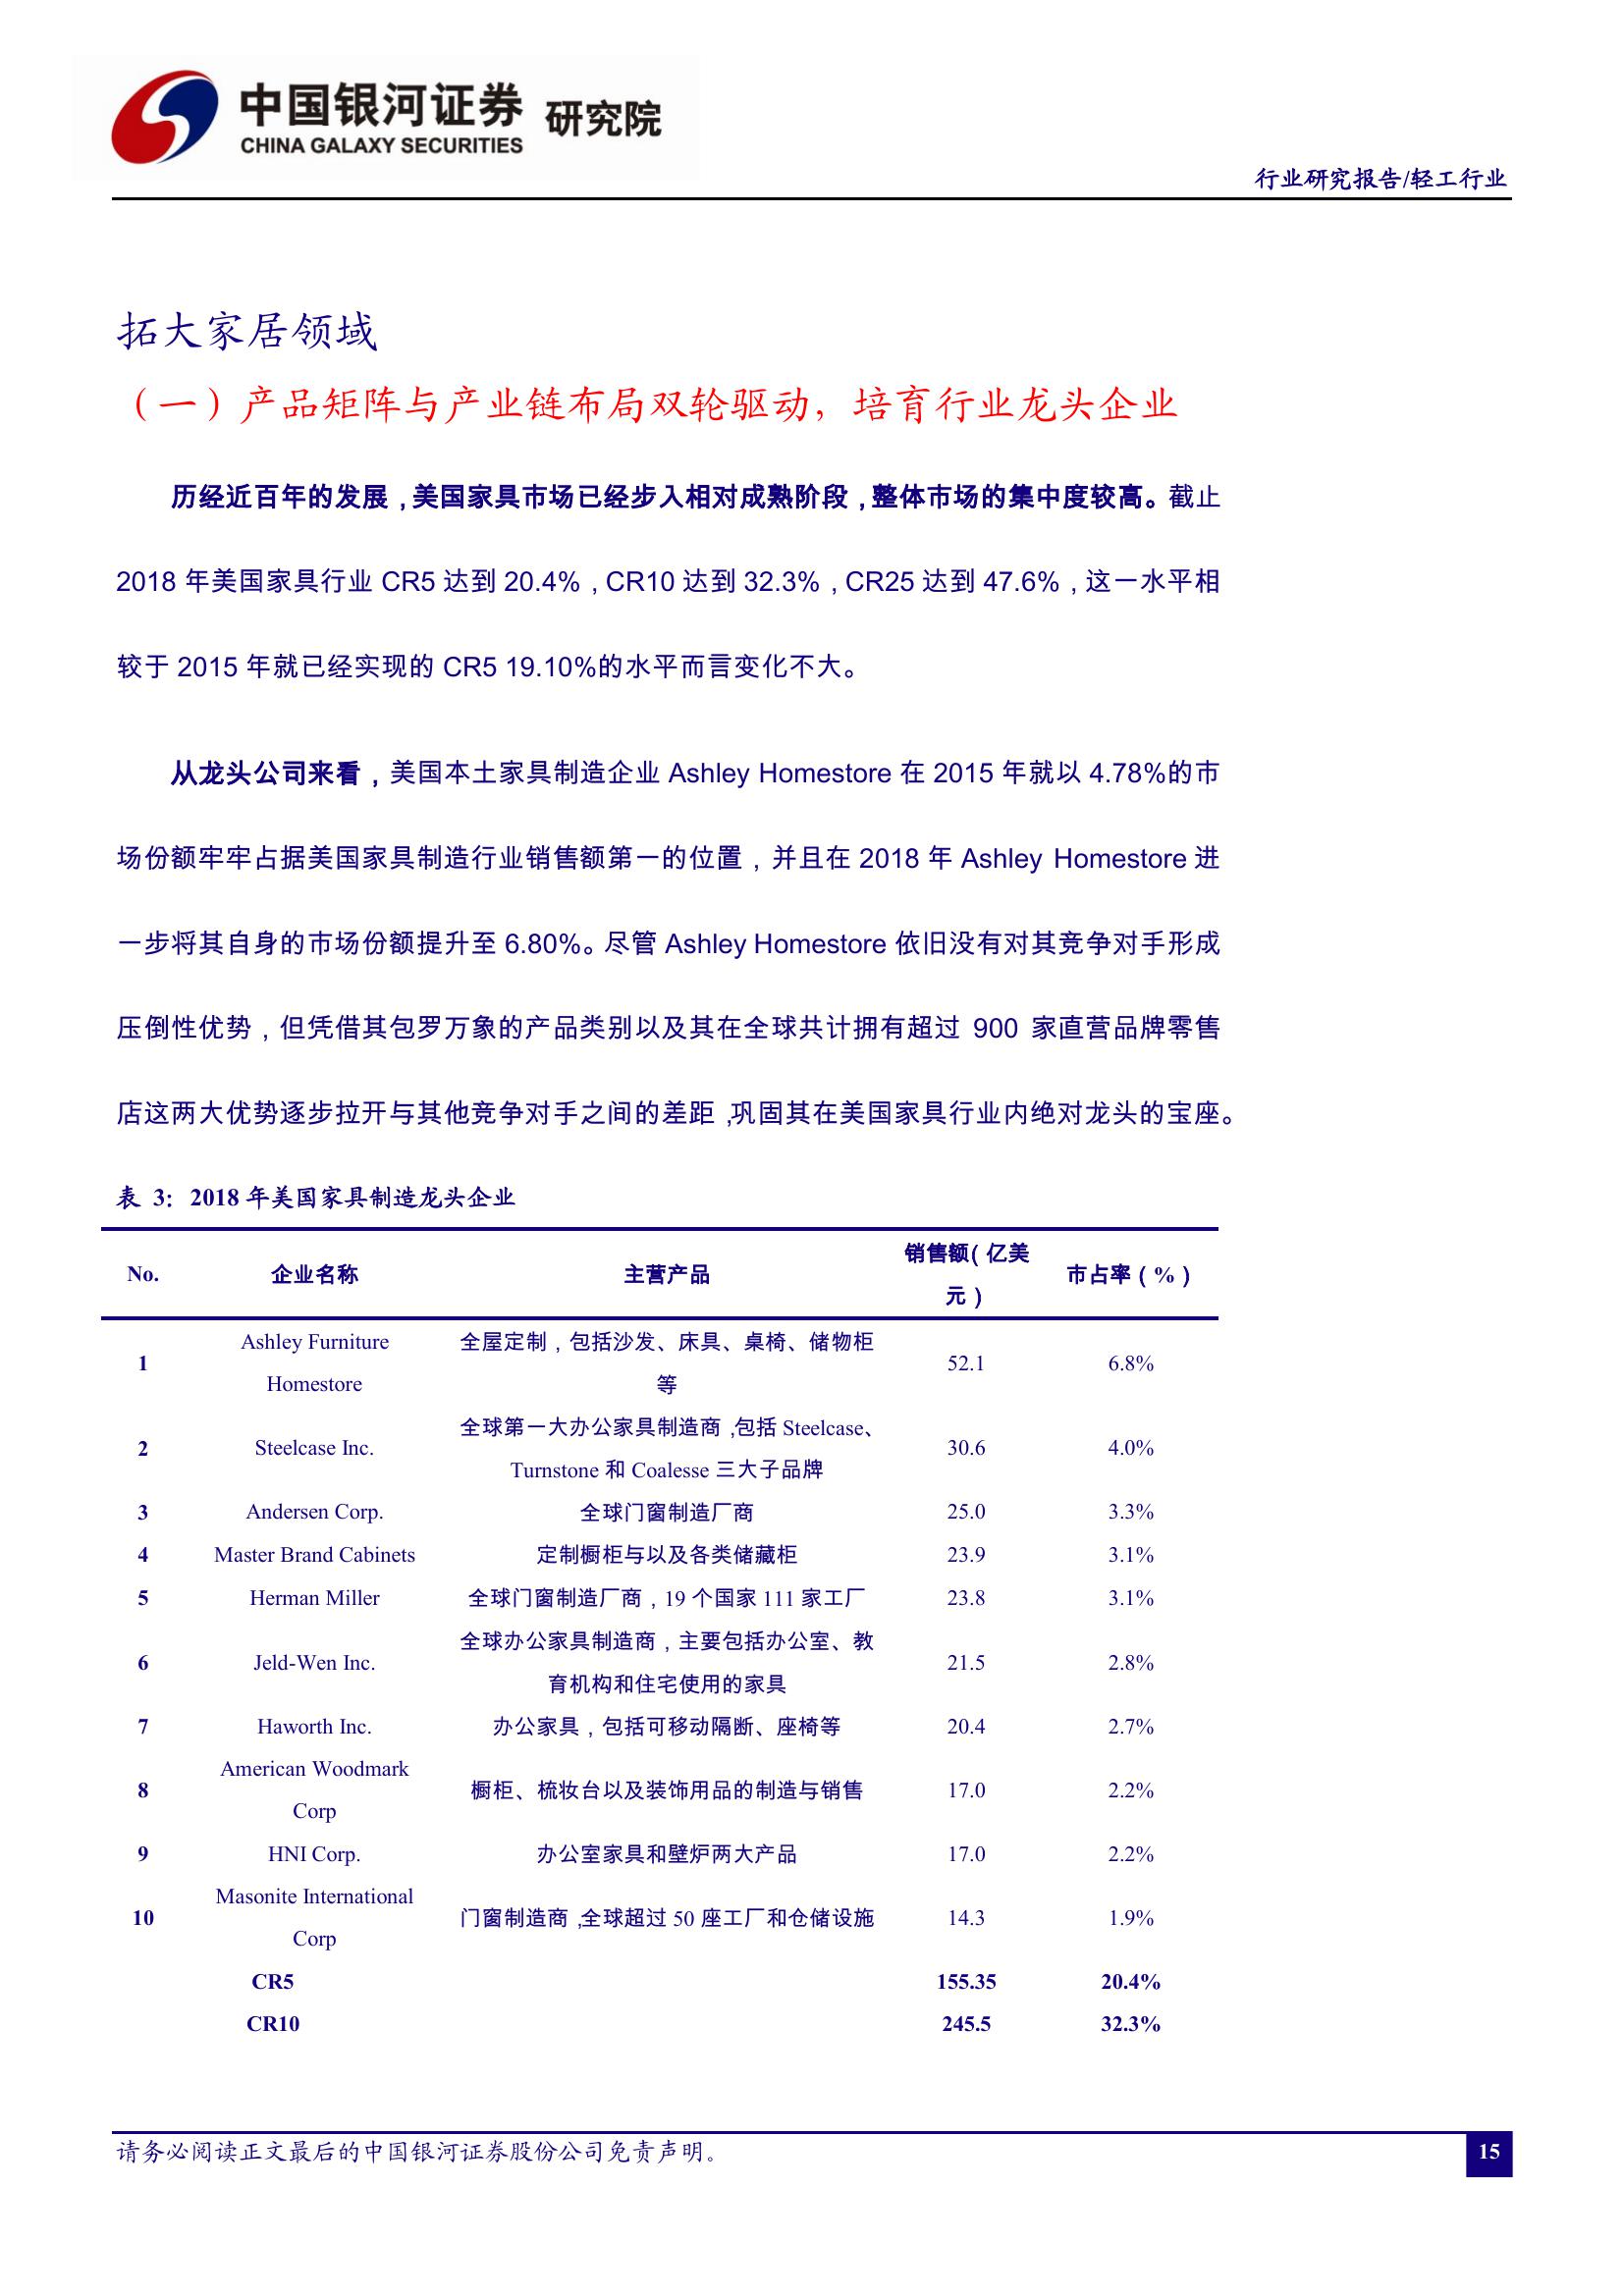 中国银河证券 研究院
CHINA GALAXY SECURITIES
行业研究报告/轻工行业
拓大家居领域
（一）产品矩阵与产业链布局双轮驱动，培育行业龙头企业
历经近百年的发展，美国家具市场已经步入相对成熟阶段，整体市场的集中度较高。截止
2018 年美国家具行业 CR5 达到 20.4%，CR10 达到 32.3%，CR25 达到 47.6%，这一水平相
较于 2015 年就已经实现的 CR5 19.10%的水平而言变化不大。
从龙头公司来看，美国本土家具制造企业 Ashley Homestore 在 2015 年就以 4.78%的市
场份额牢牢占据美国家具制造行业销售额第一的位置，并且在 2018 年 Ashley Homestore 进
一步将其自身的市场份额提升至 6.80%。尽管 Ashley Homestore 依旧没有对其竞争对手形成
压倒性优势，但凭借其包罗万象的产品类别以及其在全球共计拥有超过 900 家直营品牌零售
店这两大优势逐步拉开与其他竞争对手之间的差距，巩固其在美国家具行业内绝对龙头的宝座。
表 3：2018 年美国家具制造龙头企业
No. 企业名称 主营产品 销售额（亿美
元） 市占率（%）
1 Ashley Furniture
Homestore 全屋定制，包括沙发、床具、桌椅、储物柜
等 52.1 6.8%
2 Steelcase Inc. 全球第一大办公家具制造商，包括 Steelcase、
Turnstone 和 Coalesse 三大子品牌 30.6 4.0%
3 Andersen Corp. 全球门窗制造厂商 25.0 3.3%
4 Master Brand Cabinets 定制橱柜与以及各类储藏柜 23.9 3.1%
5 Herman Miller 全球门窗制造厂商，19 个国家 111 家工厂 23.8 3.1%
6 Jeld-Wen Inc. 全球办公家具制造商，主要包括办公室、教
育机构和住宅使用的家具 21.5 2.8%
7 Haworth Inc. 办公家具，包括可移动隔断、座椅等 20.4 2.7%
8 American Woodmark
Corp 橱柜、梳妆台以及装饰用品的制造与销售 17.0 2.2%
9 HNI Corp. 办公室家具和壁炉两大产品 17.0 2.2%
10 Masonite International
Corp 门窗制造商，全球超过 50 座工厂和仓储设施 14.3 1.9%
CR5 155.35 20.4%
CR10 245.5 32.3%
请务必阅读正文最后的中国银河证券股份公司免责声明。
15